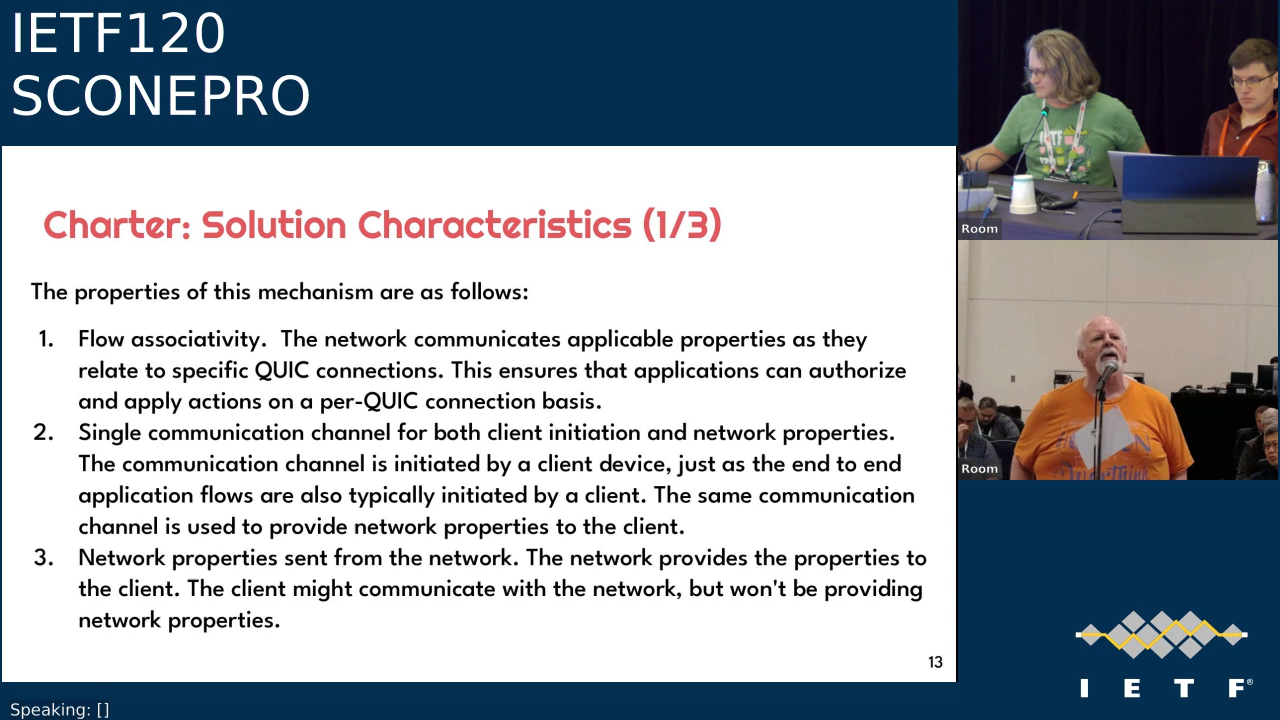 IETF120
SCONEPRO
Charter: Solution Characteristics (1/3)
The properties of this mechanism are as follows:
1. Flow associativity. The network communicates applicable properties as they
relate to specific QUIC connections. This ensures that applications can authorize
and apply actions on a per-QUIC connection basis.
2. Single communication channel for both client initiation and network properties.
The communication channel is initiated by a client device, just as the end to end
application flows are also typically initiated by a client. The same communication
channel is used to provide network properties to the client.
3. Network properties sent from the network. The network provides the properties to
the client. The client might communicate with the network, but won't be providing
network properties.
13
Speaking: []
Room
IETF
Room
I E T F®